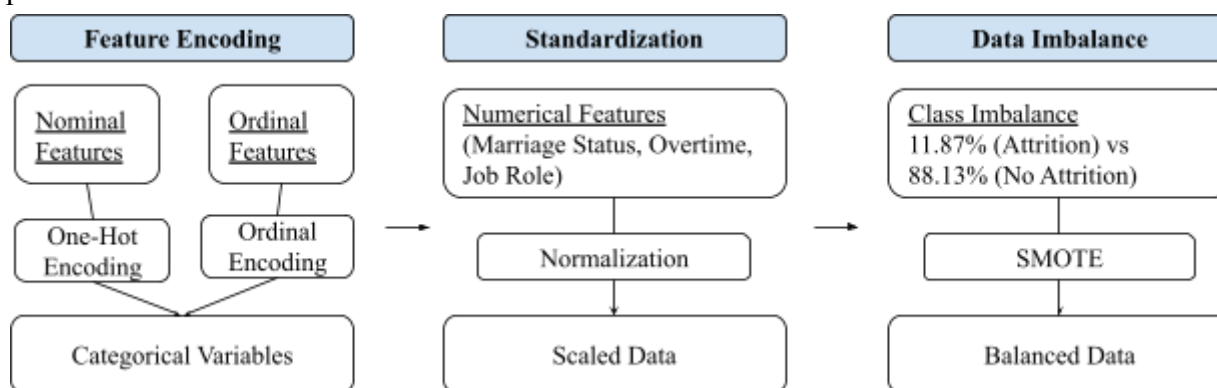 Feature Encoding
Nominal
Features
Ordinal
Features
One-Hot
Encoding
Ordinal
Encoding
Categorical Variables
Standardization
Numerical Features
(Marriage Status, Overtime,
Job Role)
Normalization
Scaled Data
Data Imbalance
Class Imbalance
11.87% (Attrition) vs
88.13% (No Attrition)
SMOTE
Balanced Data